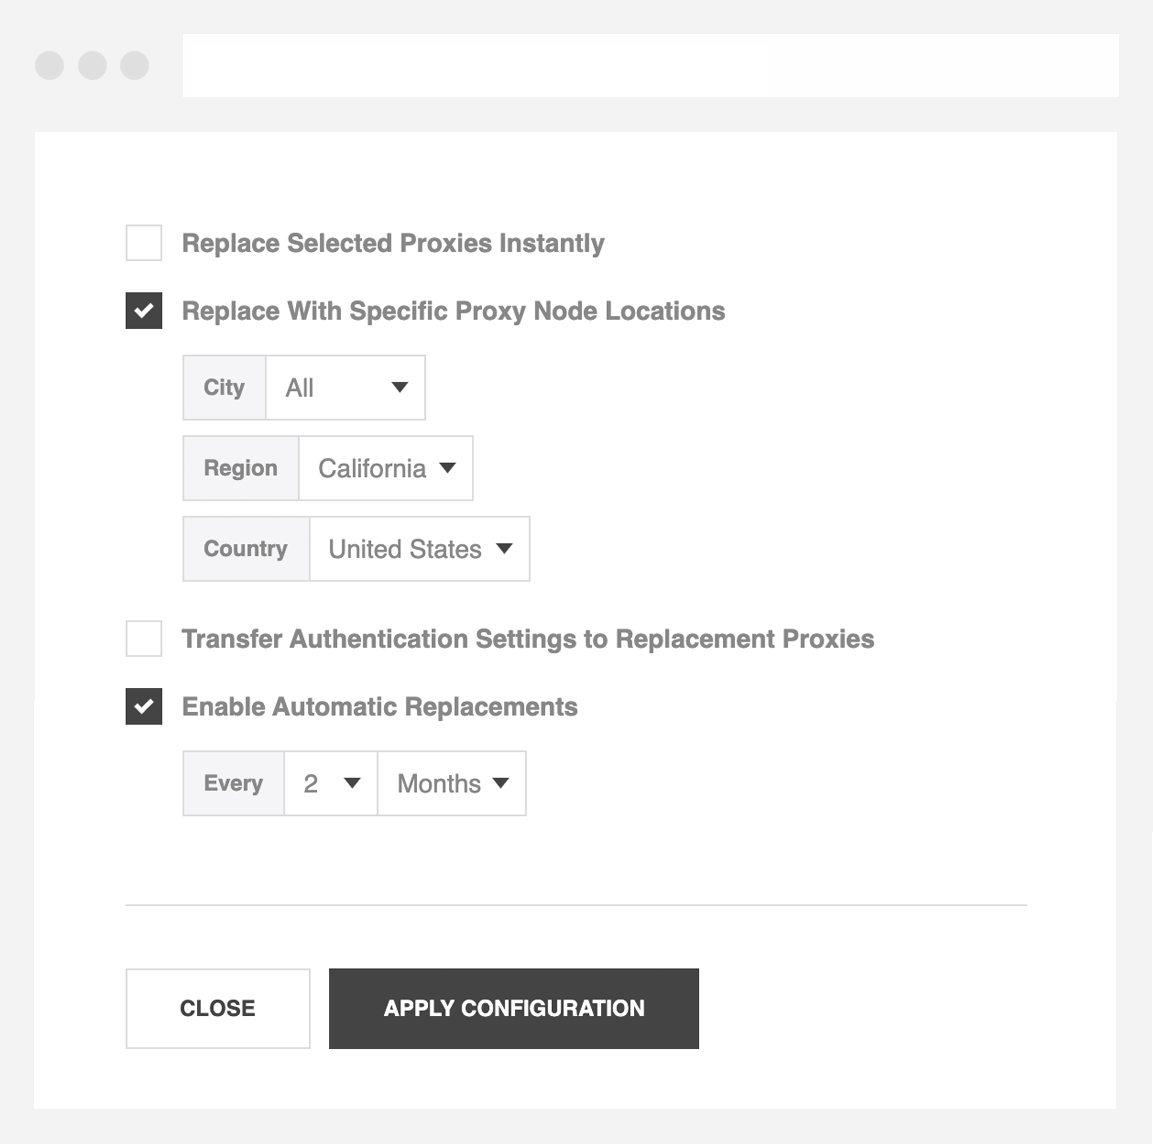 Replace Selected Proxies Instantly
Replace With Specific Proxy Node Locations
City All
Region California
Country United States
Transfer Authentication Settings to Replacement Proxies
Enable Automatic Replacements
Every 2 Months
CLOSE APPLY CONFIGURATION